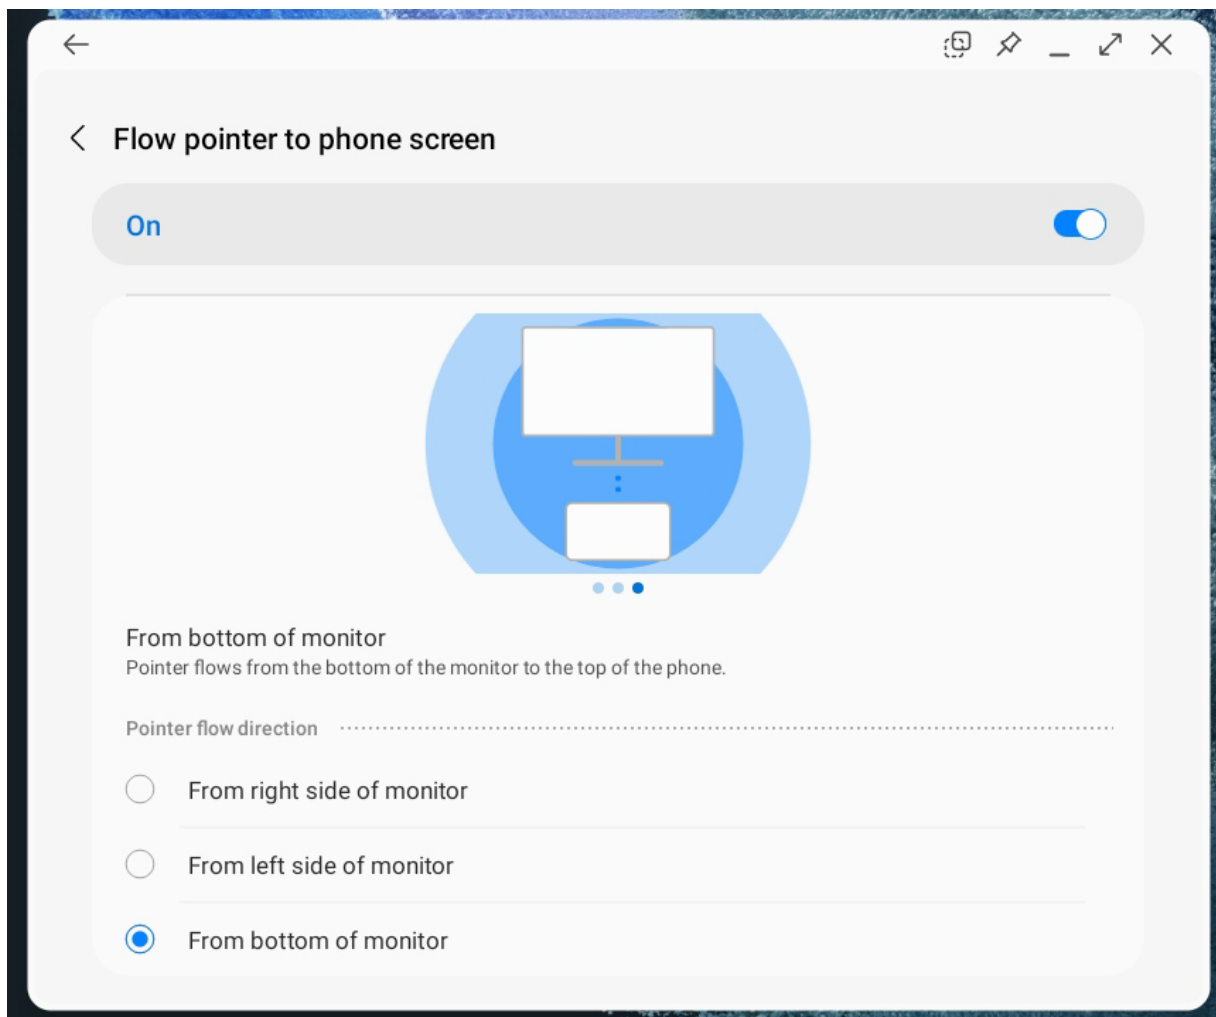 Flow pointer to phone screen
On
From bottom of monitor
Pointer flows from the bottom of the monitor to the top of the phone.
Pointer flow direction
From right side of monitor
From left side of monitor
From bottom of monitor